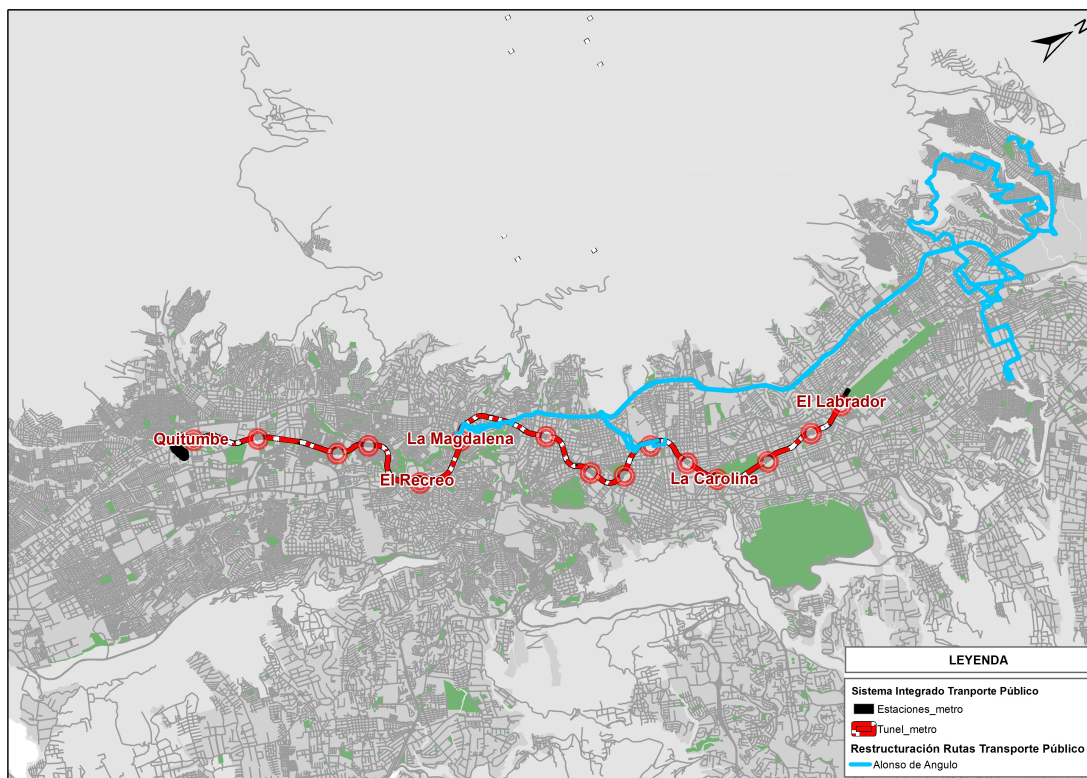 N
El Labrador
Quitumbe
La Magdalena
El Recreo
La Carolina
LEYENDA
Sistema Integrado Tranporte Público
Estaciones_metro
Tunel_metro
Restructuración Rutas Transporte Público
Alonso de Angulo